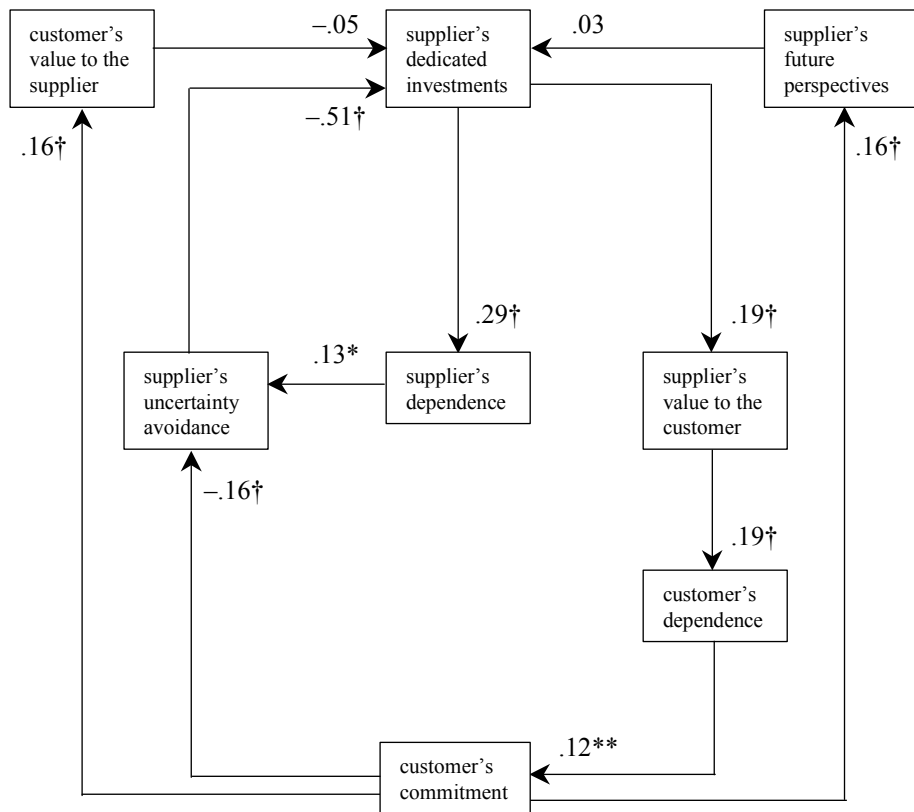 customer’s
value to the
supplier
–.05
supplier’s
dedicated
investments
.03
supplier’s
future
perspectives
–.51†
.16†
.16†
.29†
.19†
.13*
supplier’s
uncertainty
avoidance
supplier’s
dependence
supplier’s
value to the
customer
–.16†
.19†
customer’s
dependence
.12**
customer’s
commitment